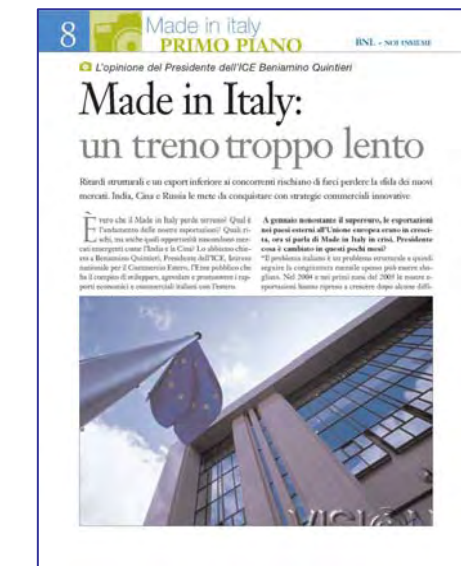 8
Made in italy
PRIMO PIANO
BNL - NOI INSIEME
L'opinione del Presidente dell'ICE Beniamino Quintieri
Made in Italy:
un treno troppo lento
Ritardi strutturali e un export inferiore ai concorrenti rischiano di farci perdere la sfida dei nuovi
mercati. India, Cina e Russia le mete da conquistare con strategie commerciali innovative
È vero che il Made in Italy perde terreno? Qual è
l'andamento delle nostre esportazioni? Quali ri-
schi, ma anche quali opportunità nascondono mer-
cati emergenti come l'India e la Cina? Lo abbiamo chie-
sto a Beniamino Quintieri, Presidente dell'ICE, Istituto
nazionale per il Commercio Estero, l'Ente pubblico che
ha il compito di sviluppare, agevolare e promuovere i rap-
porti economici e commerciali italiani con l'estero.
A gennaio nonostante il supereuro, le esportazioni
nei paesi esterni all'Unione europea erano in cresci-
ta, ora si parla di Made in Italy in crisi. Presidente
cosa è cambiato in questi pochi mesi?
"Il problema italiano è un problema strutturale e quindi
seguire la congiuntura mensile spesso può essere sba-
gliato. Nel 2004 e nei primi mesi del 2005 le nostre e-
sportazioni hanno ripreso a crescere dopo alcune diffi-
VISION